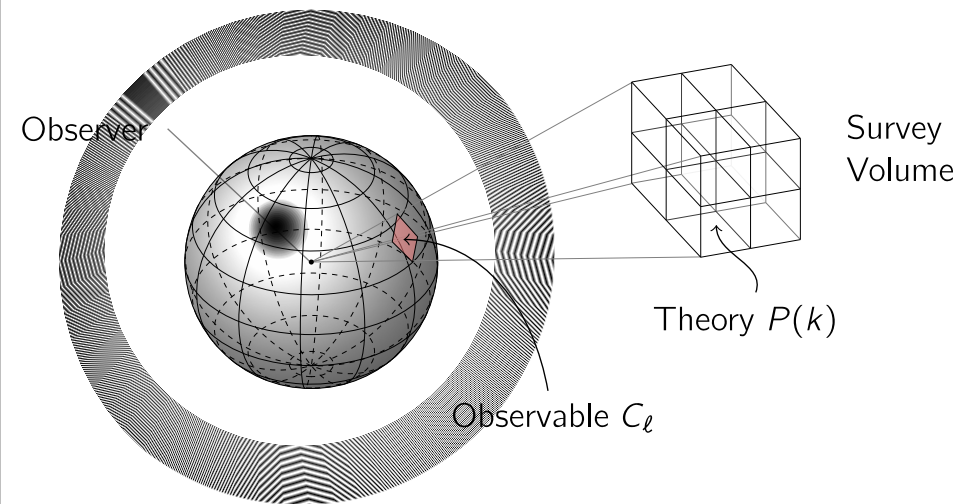 Observer
Survey
Volume
Theory P(k)
Observable Cℓ